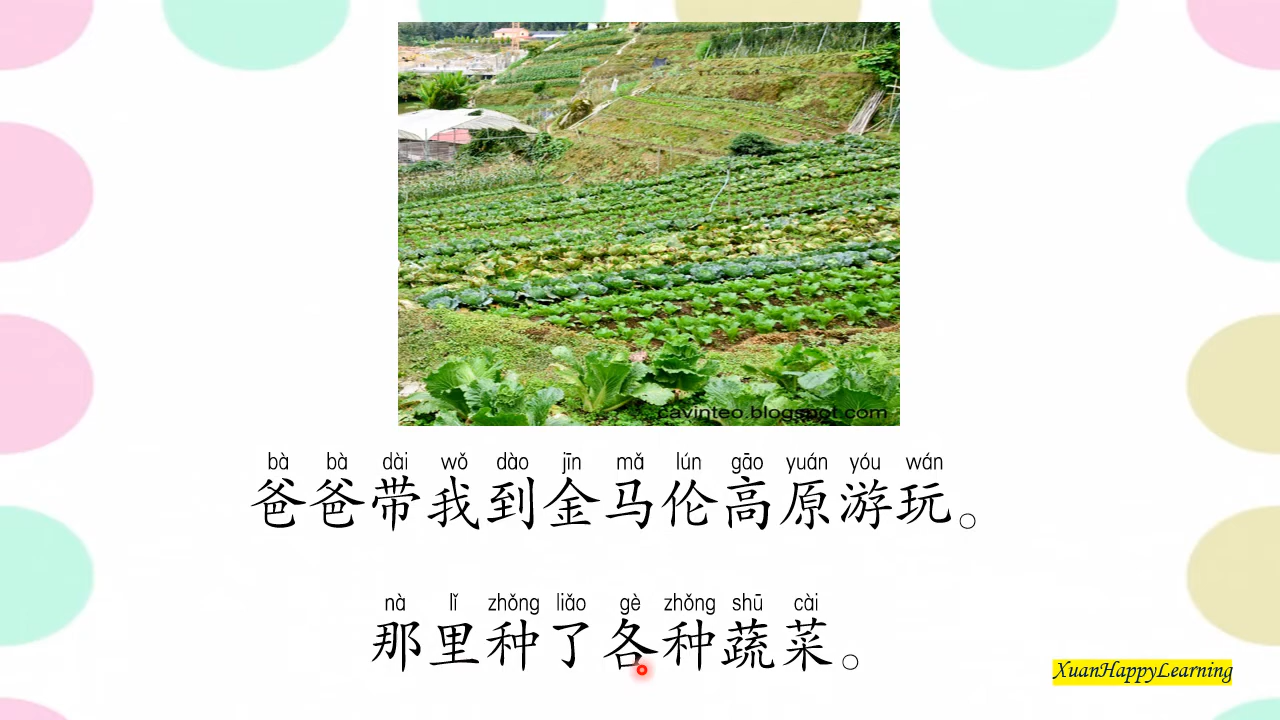 cavinteo.blogspot.com
bà bà dài wǒ dào jīn mǎ lún gāo yuán yóu wán
爸爸带我到金马伦高原游玩。
nà lǐ zhǒng liǎo gè zhǒng shū cài
那里种了各种蔬菜。
XuanHappyLearning